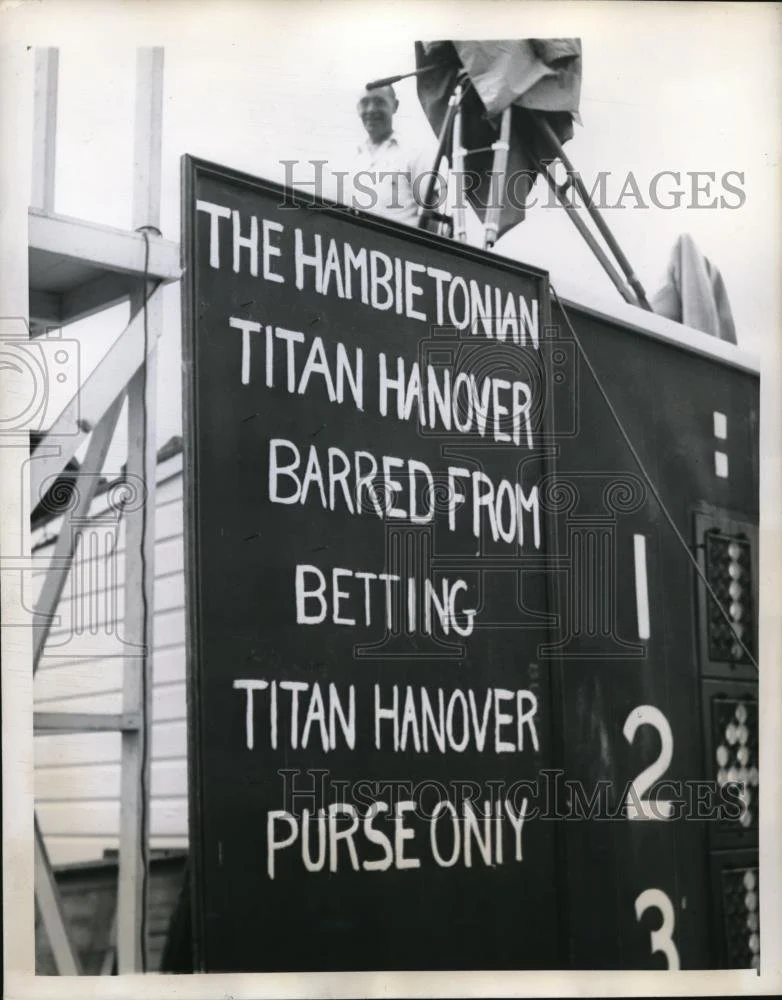 THE HAMBIETONIAN
TITAN HANOVER
BARRED FROM
BETTING
TITAN HANOVER
PURSE ONIY
1
2
3
HISTORIC IMAGES
HISTORIC IMAGES